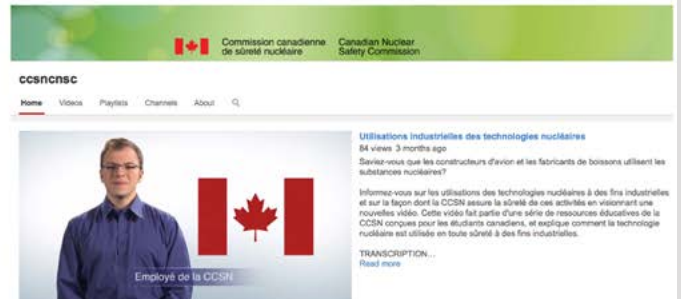 Commission canadienne Canadian Nuclear
de sûreté nucléaire Safety Commission
ccsncnsc
Home Videos Playlists Channels About
Utilisations industrielles des technologies nucléaires
84 views 3 months ago
Saviez-vous que les constructeurs d'avion et les fabricants de boissons utilisent les
substances nucléaires?
Informez-vous sur les utilisations des technologies nucléaires à des fins industrielles
et sur la façon dont la CCSN assure la sûreté de ces activités en visionnant une
nouvelles vidéo. Cette vidéo fait partie d'une série de ressources éducatives de la
CCSN conçues pour les étudiants canadiens, et explique comment la technologie
nucléaire est utilisée en toute sûreté à des fins industrielles.
TRANSCRIPTION...
Read more
Employé de la CCSN